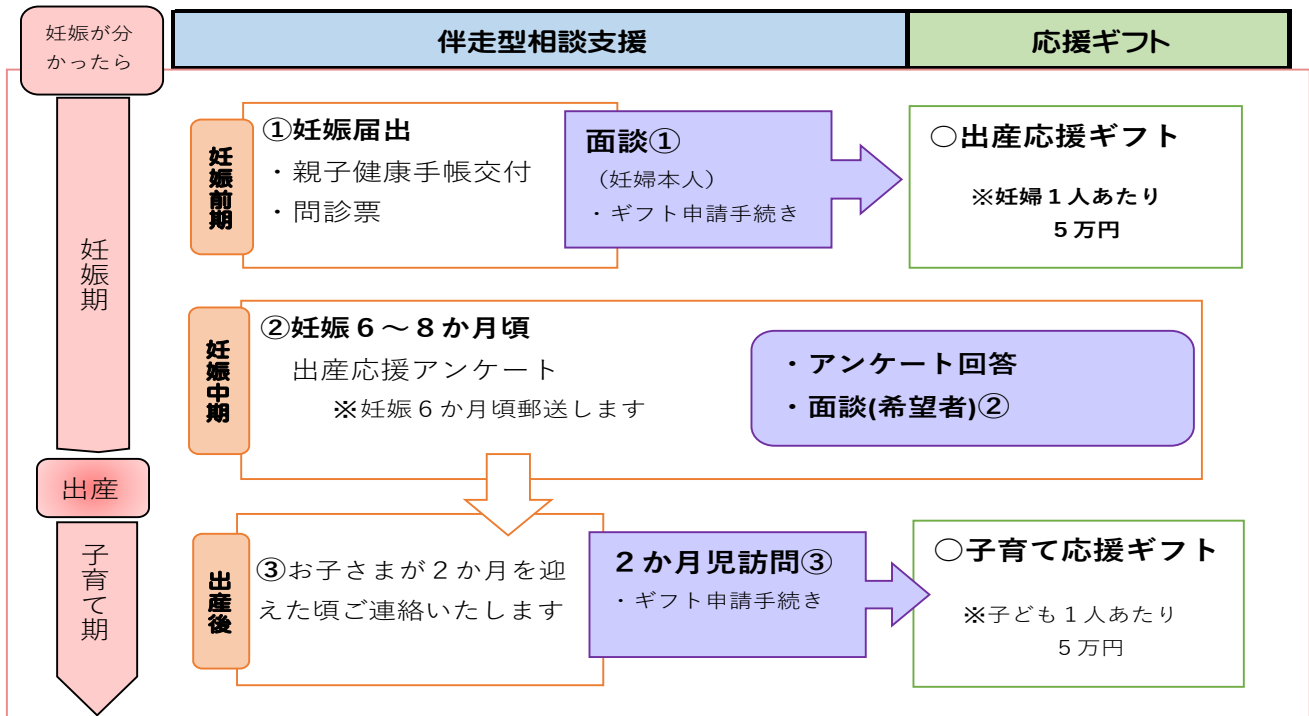 妊娠が分
かったら
伴走型相談支援
応援ギフト
妊娠期
妊娠前期
①妊娠届出
・親子健康手帳交付
・問診票
面談①
（妊婦本人）
・ギフト申請手続き
○出産応援ギフト
※妊婦１人あたり
５万円
妊娠中期
②妊娠６～８か月頃
出産応援アンケート
※妊娠６か月頃郵送します
・アンケート回答
・面談(希望者)②
出産
子育て期
出産後
③お子さまが２か月を迎
えた頃ご連絡いたします
２か月児訪問③
・ギフト申請手続き
○子育て応援ギフト
※子ども１人あたり
５万円